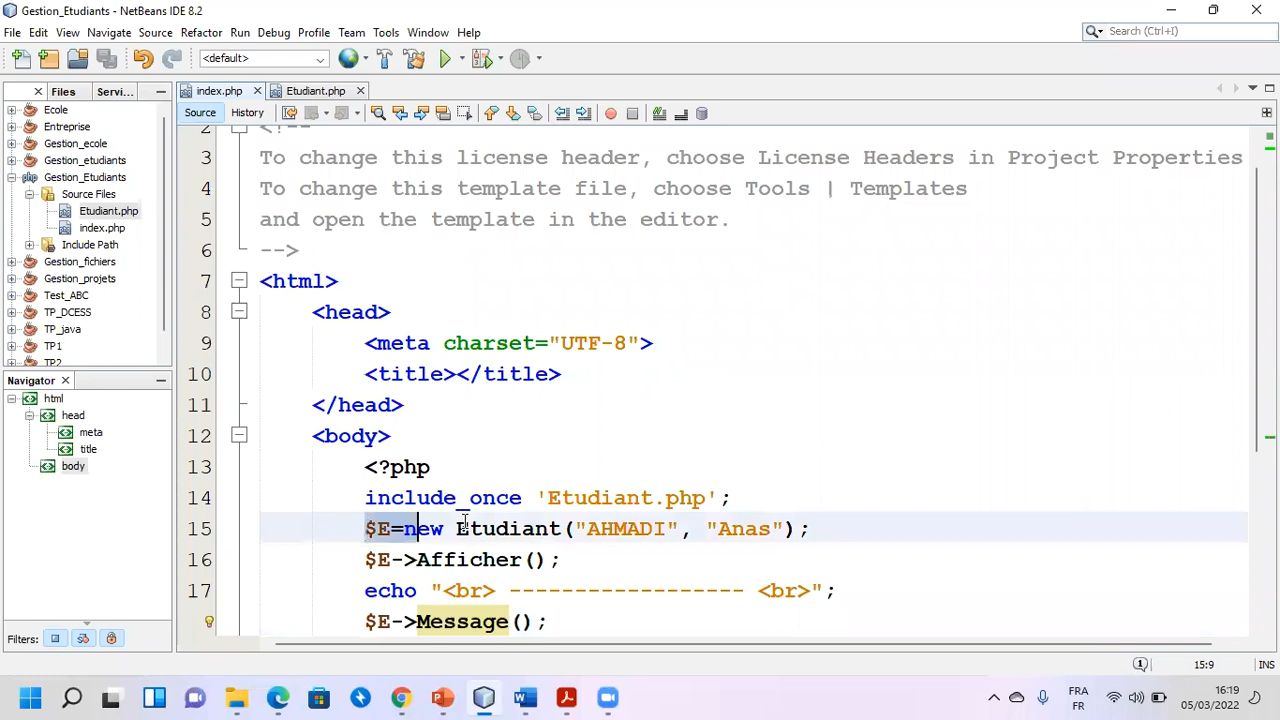 Gestion_Etudiants - NetBeans IDE 8.2
File Edit View Navigate Source Refactor Run Debug Profile Team Tools Window Help
Search (Ctrl+I)
<default>
Files Servi...
index.php Etudiant.php
Source History
Ecole
Entreprise
Gestion_ecole
Gestion_etudiants
Gestion_Etudiants
Source Files
Etudiant.php
index.php
Include Path
Gestion_fichiers
Gestion_projets
Test_ABC
TP_DCESS
TP_java
TP1
TP2
Navigator
html
head
meta
title
body
Filters:
2 <!--
3 To change this license header, choose License Headers in Project Properties
4 To change this template file, choose Tools | Templates
5 and open the template in the editor.
6 -->
7 <html>
8 <head>
9 <meta charset="UTF-8">
10 <title></title>
11 </head>
12 <body>
13 <?php
14 include_once 'Etudiant.php';
15 $E=new Etudiant("AHMADI", "Anas");
16 $E->Afficher();
17 echo "<br> ------------------ <br>";
$E->Message();
1 15:9 INS
FRA
FR
16:19
05/03/2022